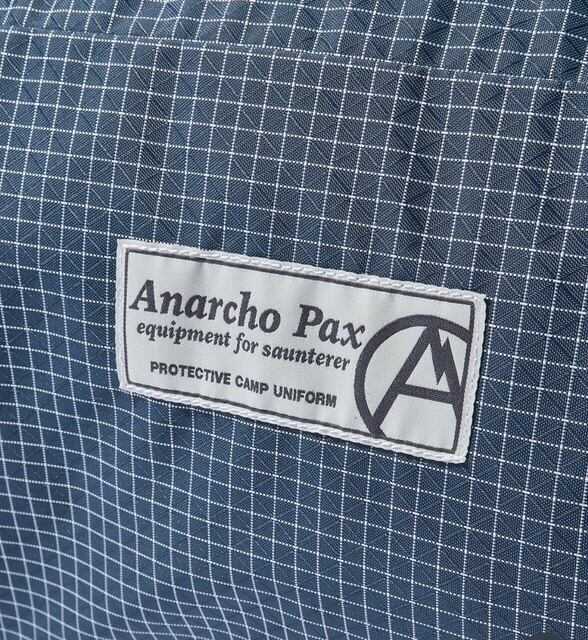 Anarcho Pax
equipment for saunterer
PROTECTIVE CAMP UNIFORM